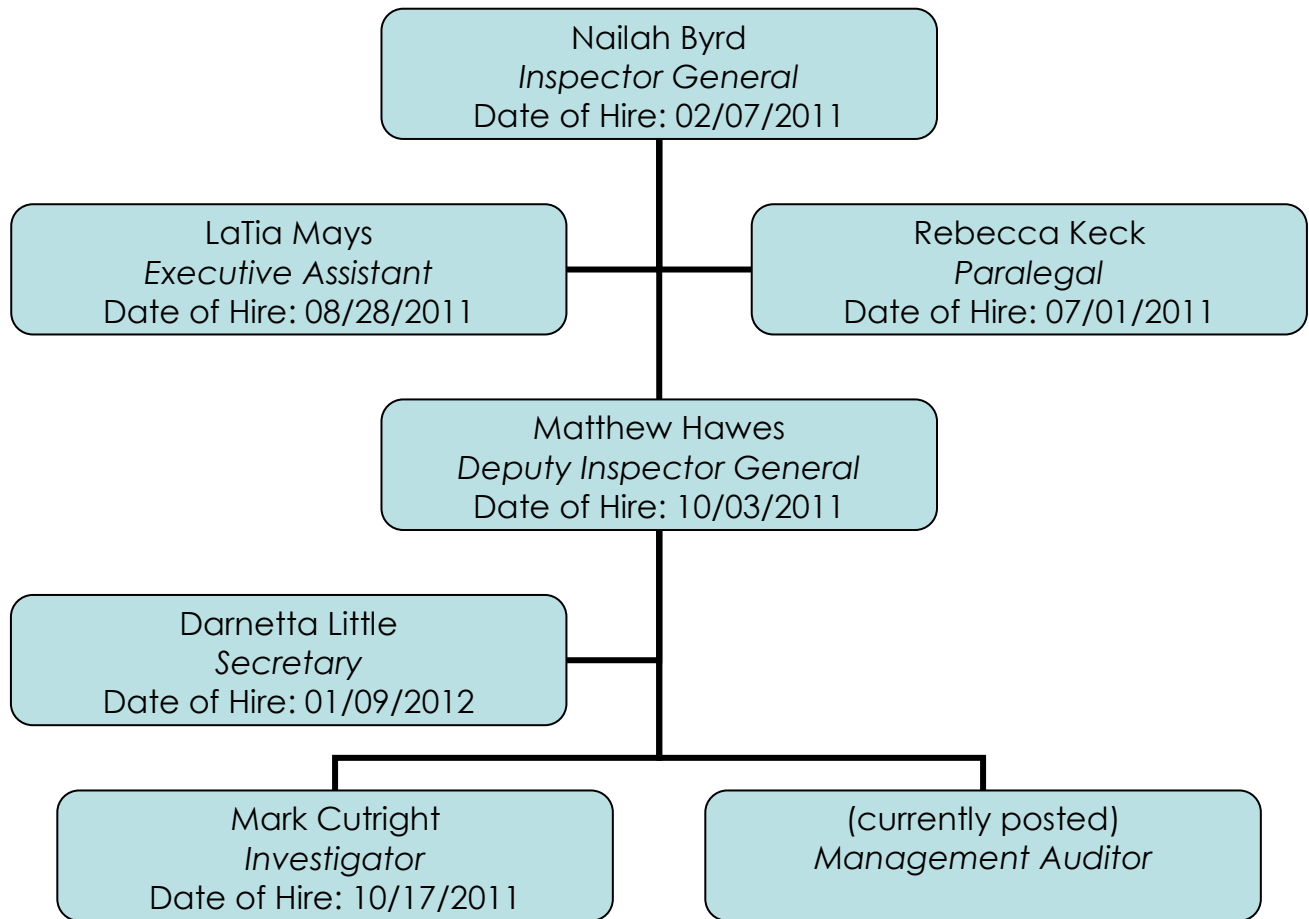 Nailah Byrd
Inspector General
Date of Hire: 02/07/2011
LaTia Mays
Executive Assistant
Date of Hire: 08/28/2011
Rebecca Keck
Paralegal
Date of Hire: 07/01/2011
Matthew Hawes
Deputy Inspector General
Date of Hire: 10/03/2011
Darnetta Little
Secretary
Date of Hire: 01/09/2012
Mark Cutright
Investigator
Date of Hire: 10/17/2011
(currently posted)
Management Auditor